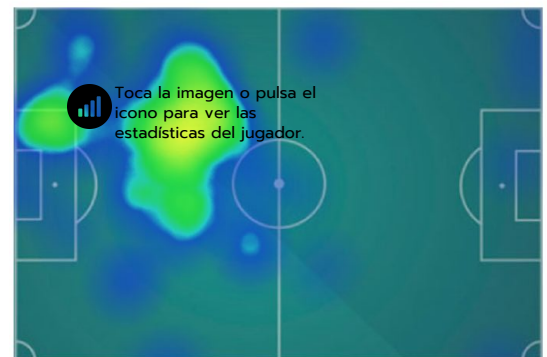 Toca la imagen o pulsa el
icono para ver las
estadísticas del jugador.